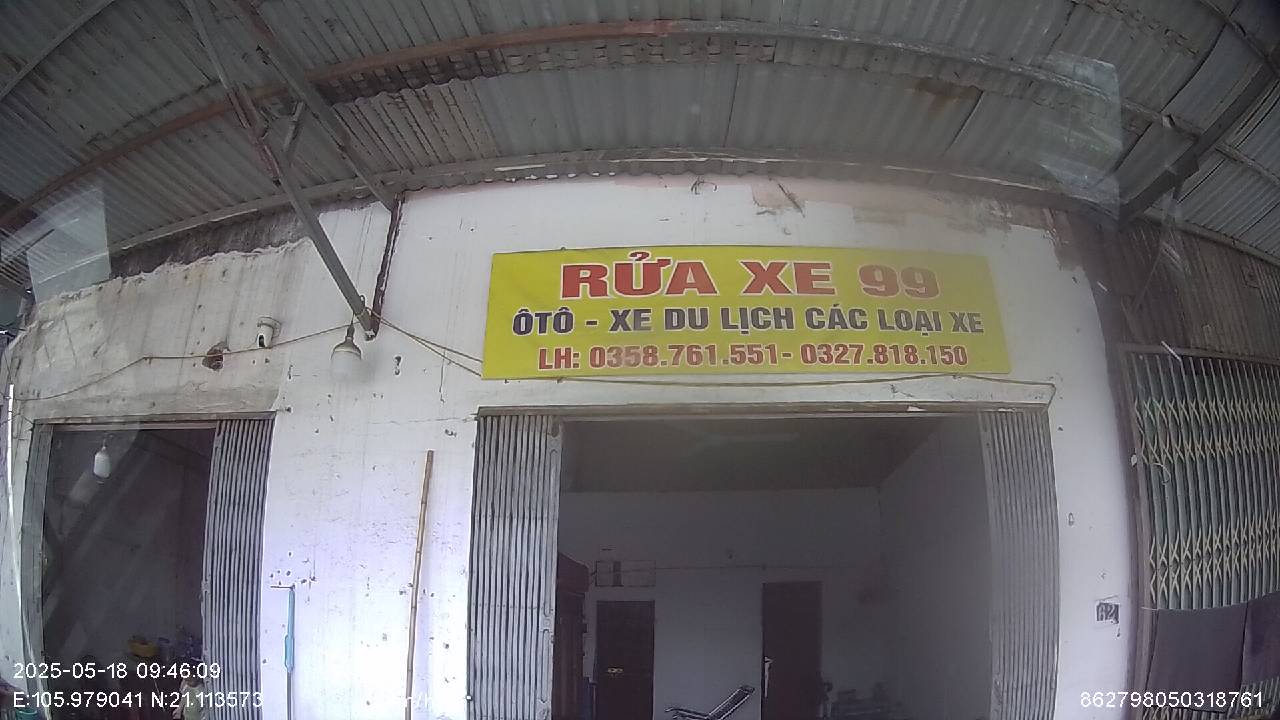 RỬA XE 99
ÔTÔ - XE DU LỊCH CÁC LOẠI XE
LH: 0358.761.551- 0327.818.150
2025-05-18 09:46:09
E:105.979041 N:21.113573
862798050318761